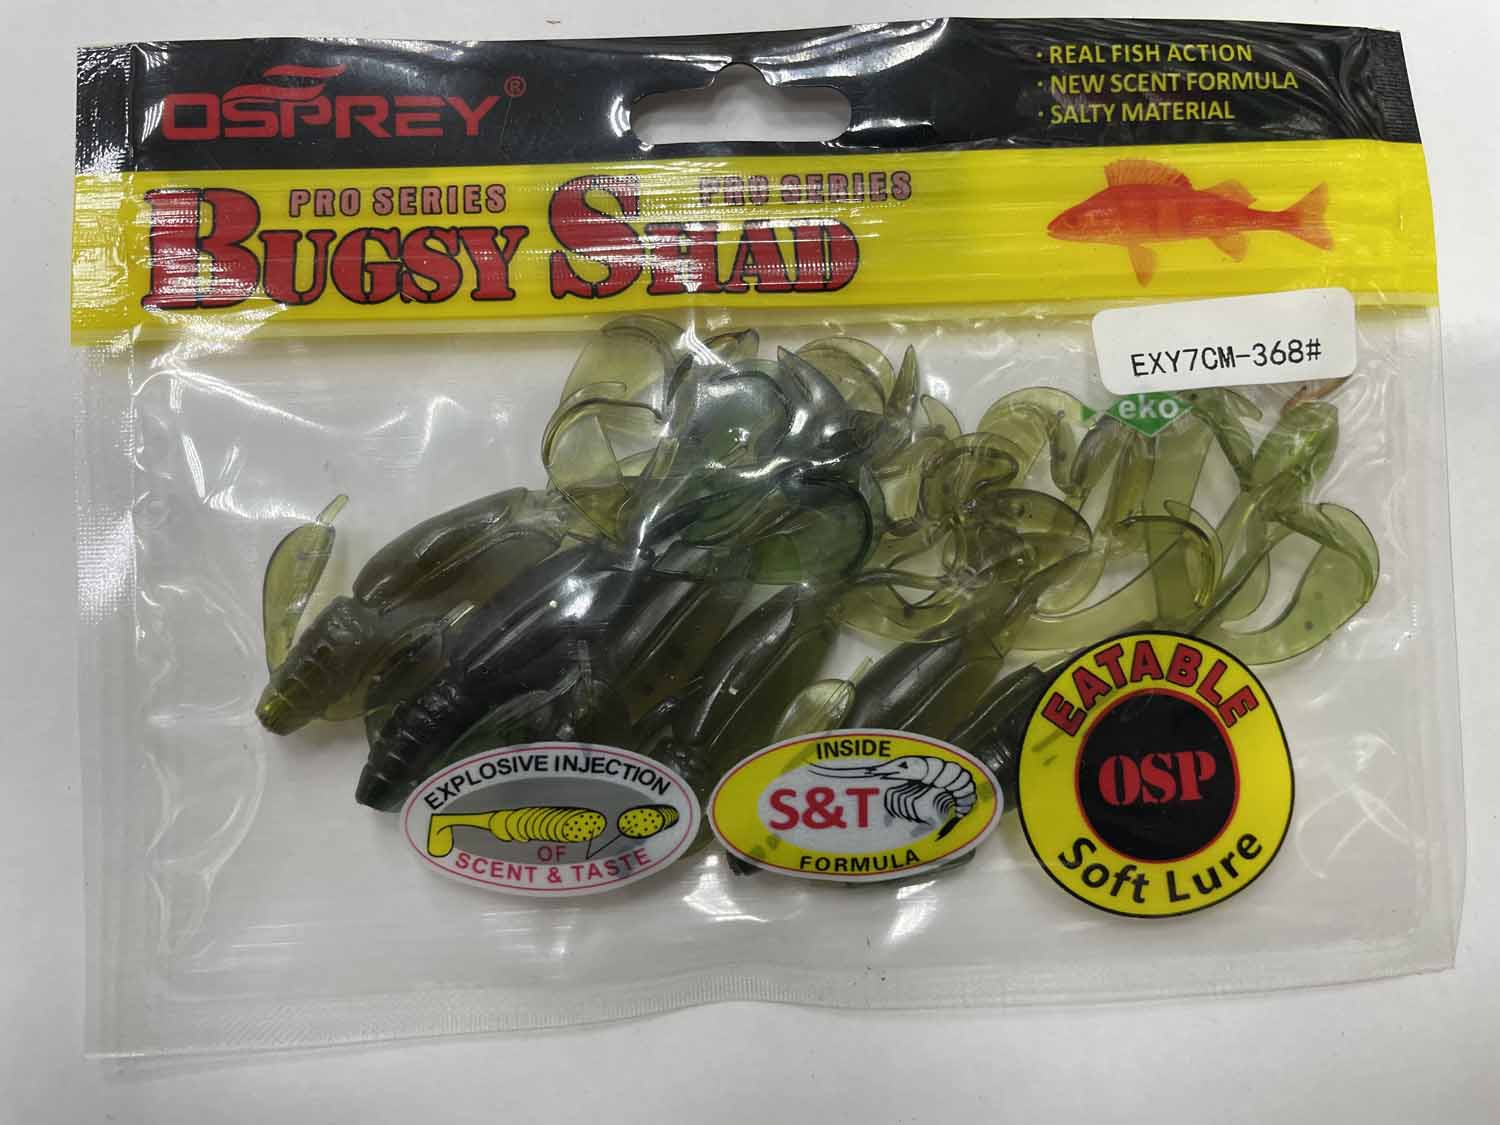 OSPREY®
· REAL FISH ACTION
· NEW SCENT FORMULA
· SALTY MATERIAL
PRO SERIES PRO SERIES
BUGSY SHAD
EXY7CM-368#
eko
EXPLOSIVE INJECTION
OF
SCENT & TASTE
INSIDE
S&T
FORMULA
EATABLE
OSP
Soft Lure